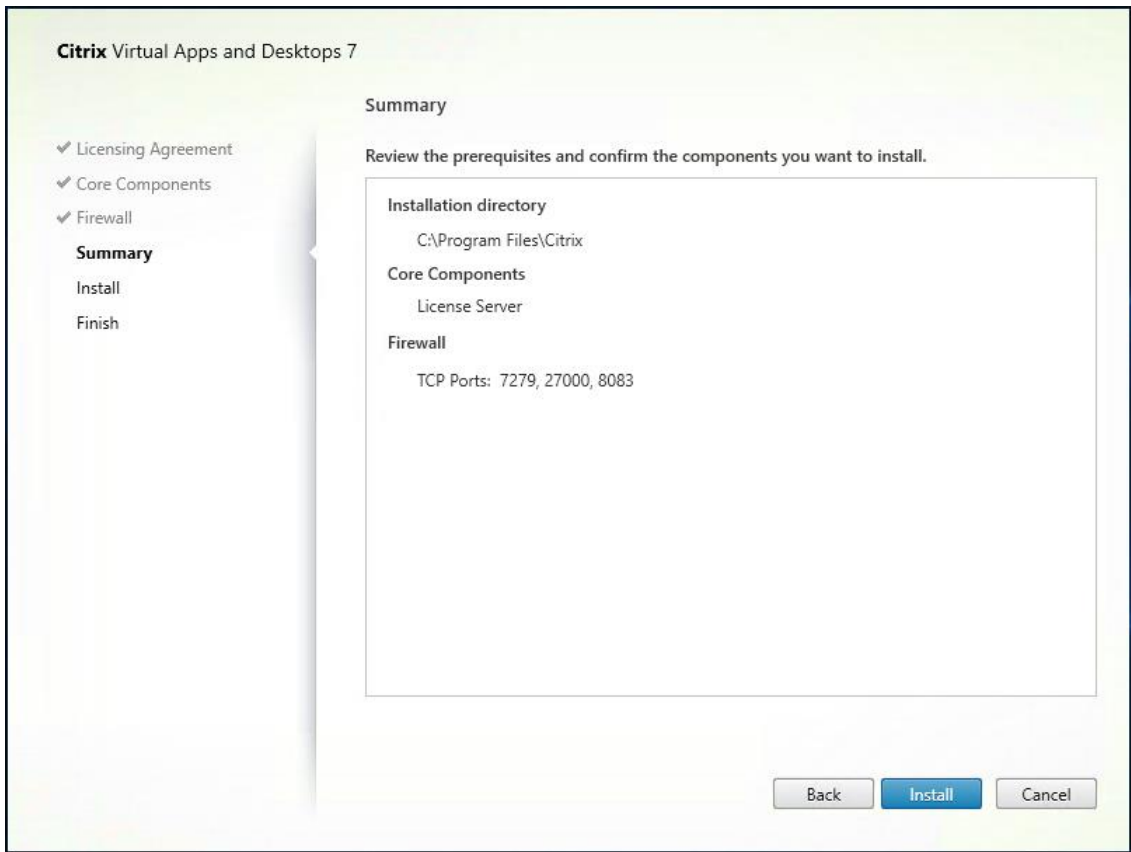 Citrix Virtual Apps and Desktops 7
Licensing Agreement
Core Components
Firewall
Summary
Install
Finish
Summary
Review the prerequisites and confirm the components you want to install.
Installation directory
C:\Program Files\Citrix
Core Components
License Server
Firewall
TCP Ports: 7279, 27000, 8083
Back
Install
Cancel